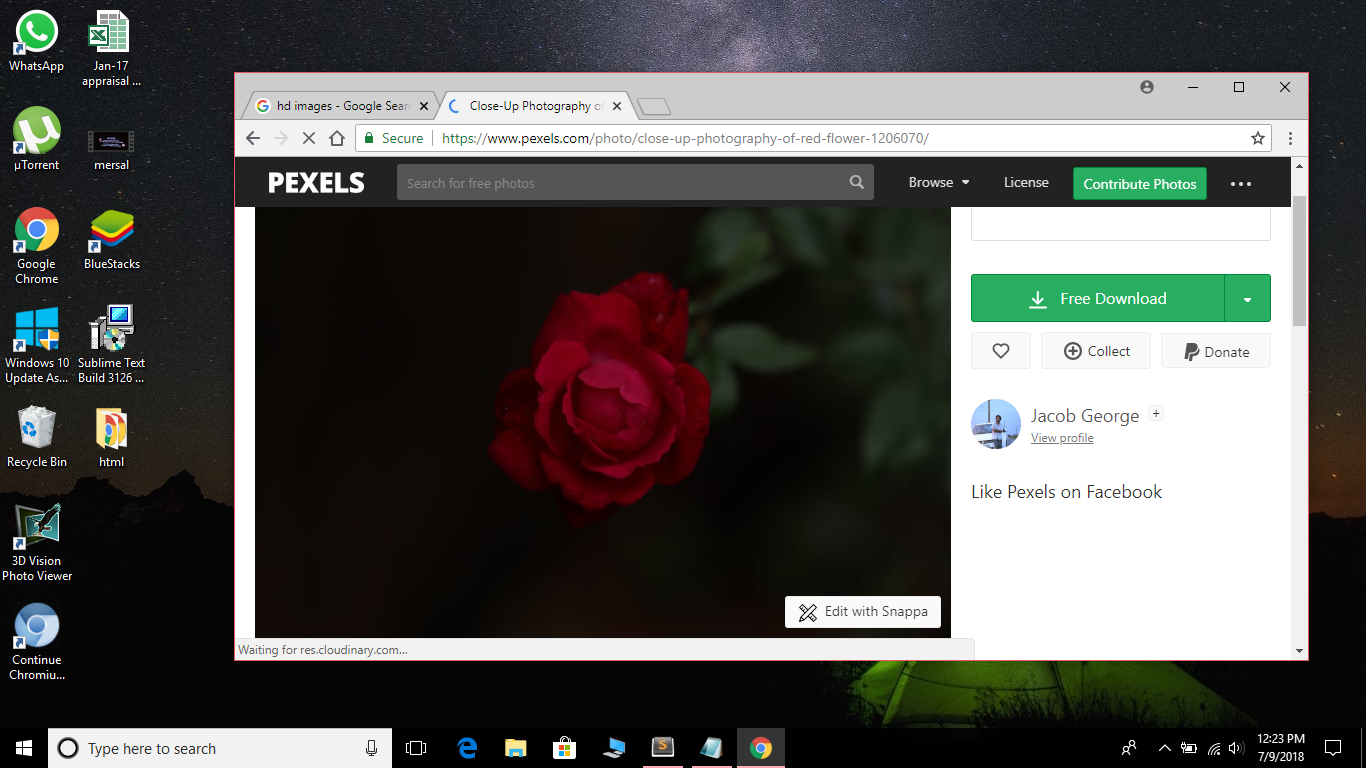 WhatsApp
Jan-17
appraisal ...
µTorrent
mersal
Google
Chrome
BlueStacks
Windows 10
Update As...
Sublime Text
Build 3126 ...
Recycle Bin
html
3D Vision
Photo Viewer
Continue
Chromiu...
hd images - Google Sear
Close-Up Photography of
Secure
https://www.pexels.com/photo/close-up-photography-of-red-flower-1206070/
PEXELS
Search for free photos
Browse
License
Contribute Photos
Free Download
Collect
Donate
Jacob George
+
View profile
Like Pexels on Facebook
Edit with Snappa
Waiting for res.cloudinary.com...
Type here to search
12:23 PM
7/9/2018